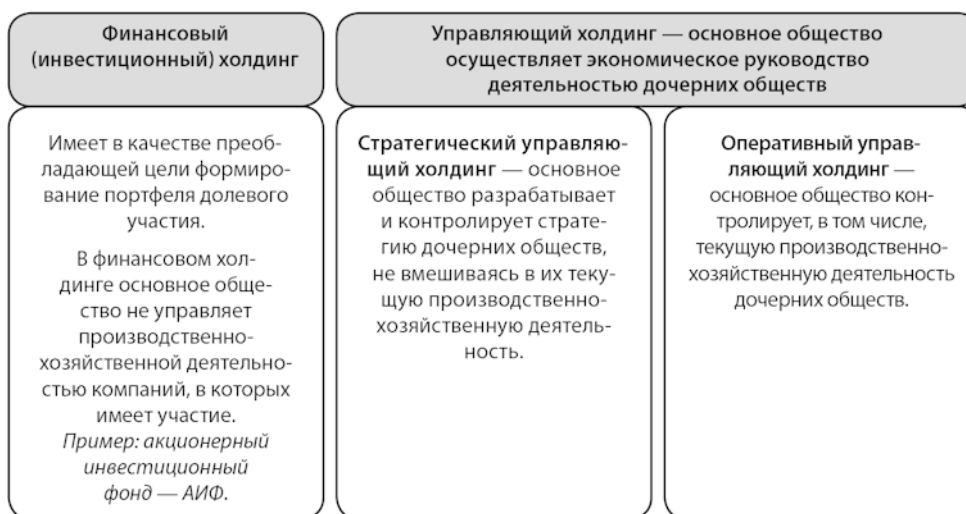 Финансовый
(инвестиционный) холдинг
Управляющий холдинг — основное общество
осуществляет экономическое руководство
деятельностью дочерних обществ
Имеет в качестве преоб-
ладающей цели формиро-
вание портфеля долевого
участия.
В финансовом хол-
динге основное обще-
ство не управляет
производственно-
хозяйственной деятельно-
стью компаний, в которых
имеет участие.
Пример: акционерный
инвестиционный
фонд — АИФ.
Стратегический управляю-
щий холдинг — основное
общество разрабатывает
и контролирует страте-
гию дочерних обществ,
не вмешиваясь в их теку-
щую производственно-
хозяйственную деятель-
ность.
Оперативный управ-
ляющий холдинг —
основное общество кон-
тролирует, в том числе,
текущую производственно-
хозяйственную деятельность
дочерних обществ.